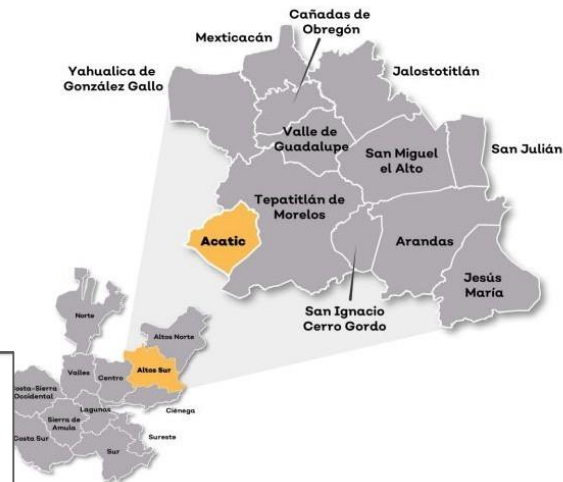 Cañadas de
Obregón
Mexticacán
Yahualica de
González Gallo
Jalostotitlán
Valle de
Guadalupe
San Miguel
el Alto
San Julián
Tepatitlán de
Morelos
Acatic
Arandas
Jesús
María
San Ignacio
Cerro Gordo
Norte
Altos Norte
Valles
Centro
Altos Sur
Ciénega
osta-Sierra
Occidental
Lagunas
Sierra de
Amula
Costa Sur
Sureste
Sur